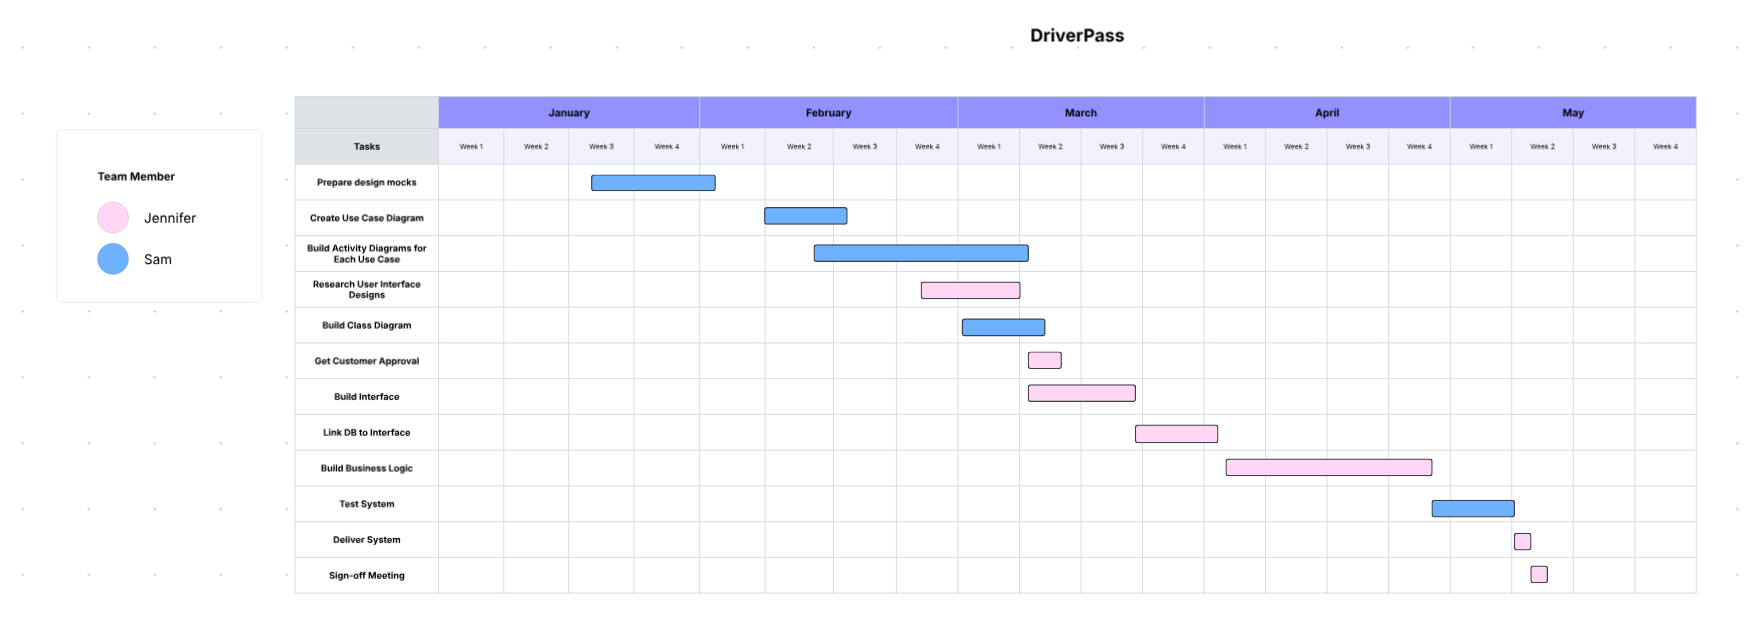 DriverPass
Team Member
Jennifer
Sam
January February March April May
Tasks Week 1 Week 2 Week 3 Week 4 Week 1 Week 2 Week 3 Week 4 Week 1 Week 2 Week 3 Week 4 Week 1 Week 2 Week 3 Week 4 Week 1 Week 2 Week 3 Week 4
Prepare design mocks
Create Use Case Diagram
Build Activity Diagrams for
Each Use Case
Research User Interface
Designs
Build Class Diagram
Get Customer Approval
Build Interface
Link DB to Interface
Build Business Logic
Test System
Deliver System
Sign-off Meeting